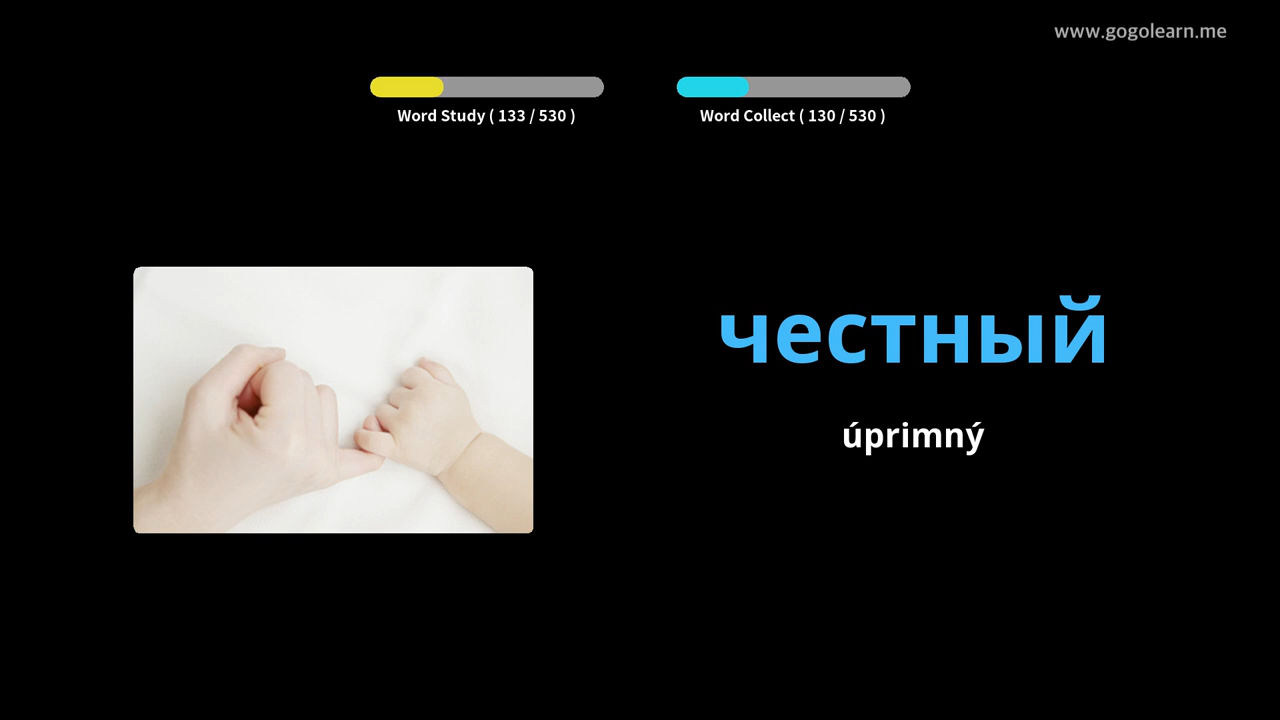 www.gogolearn.me
Word Study ( 133 / 530 )
Word Collect ( 130 / 530 )
честный
úprimný